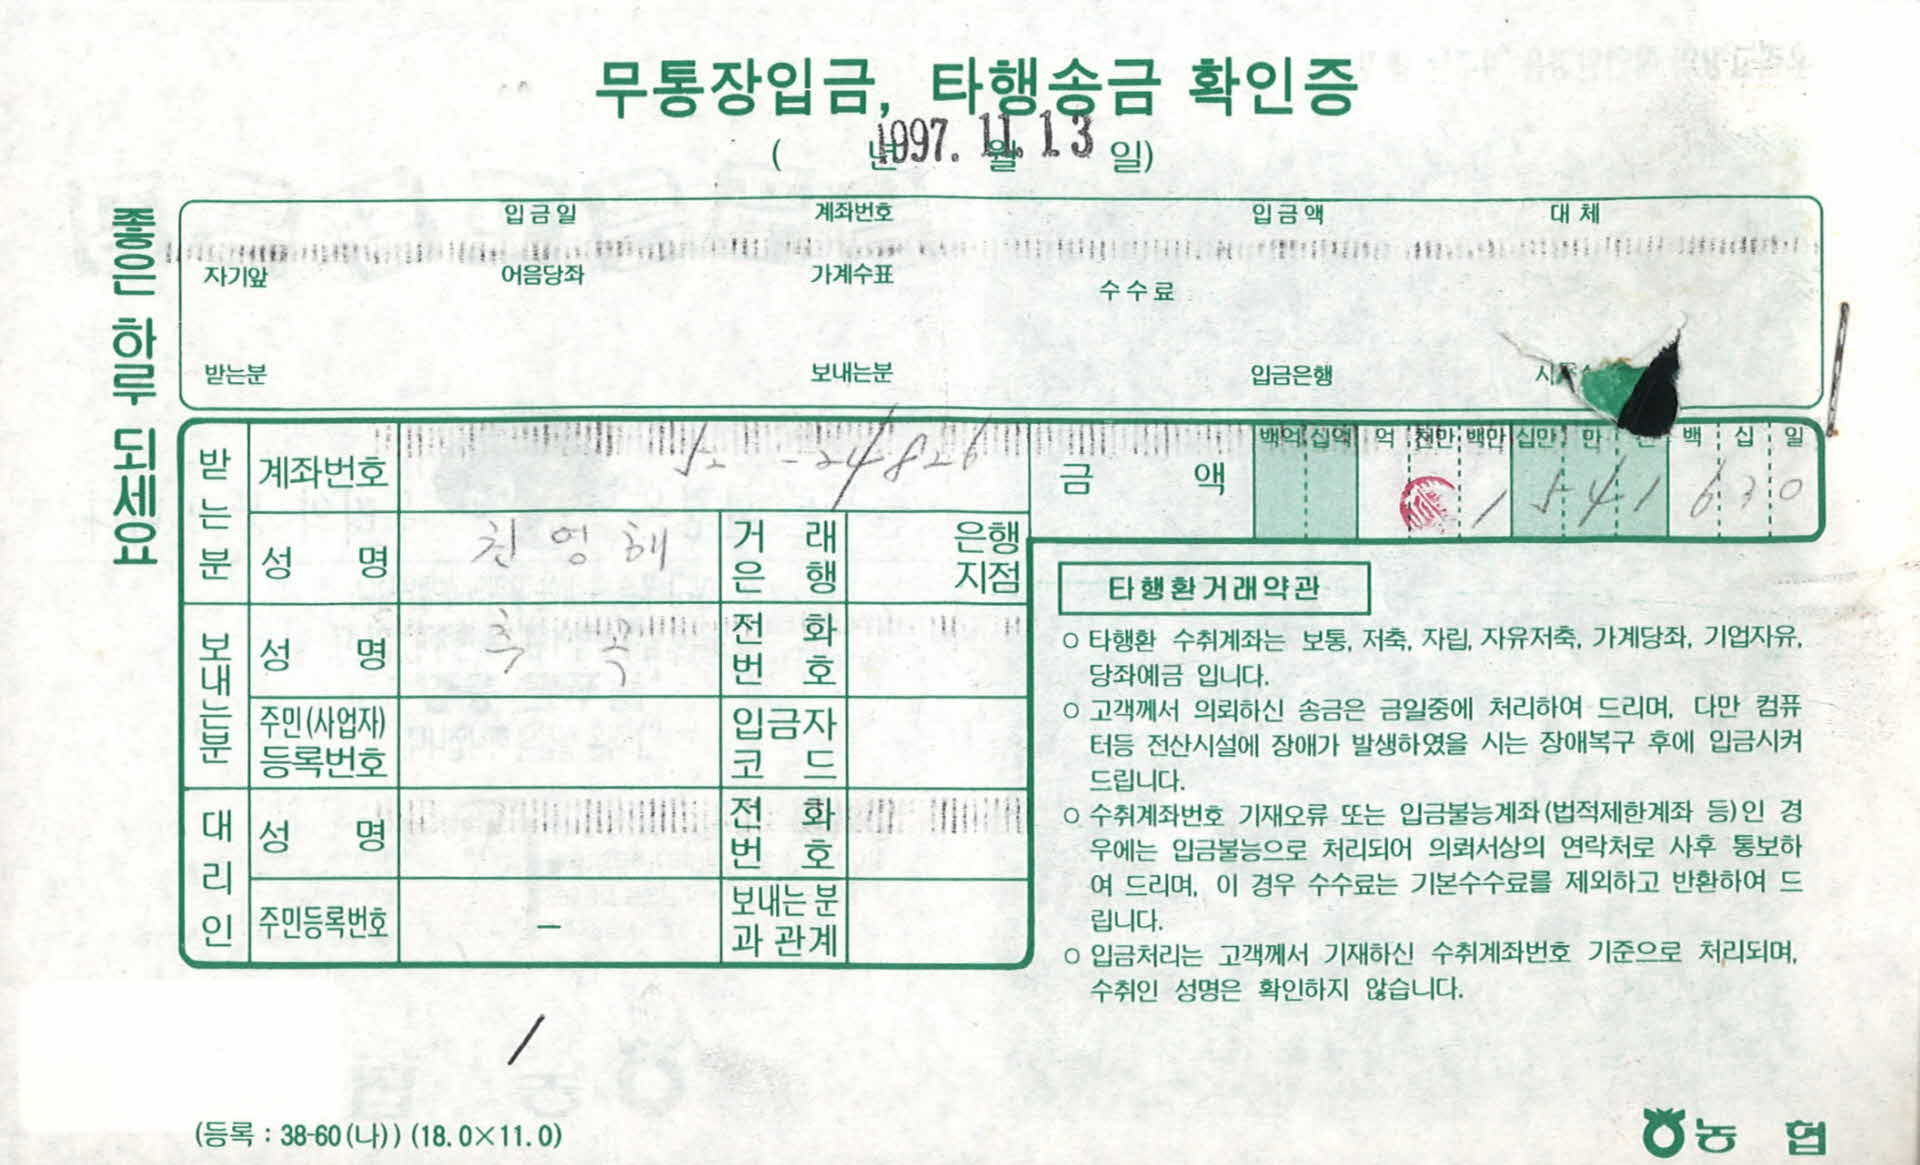 무통장입금, 타행송금 확인증
( 년 월 일)
1997. 11. 13
좋은 하루 되세요
입금일 계좌번호 입금액 대체
자기앞 어음당좌 가계수표 수수료
받는분 보내는분 입금은행
받는분 계좌번호 52-24826
금액 백억 십억 억 천만 백만 십만 만 천 백 십 일
1 5 4 1 6 3 0
성명 친영해 거래은행 은행 지점
보내는분 성명 전화번호
주민(사업자)등록번호 입금자코드
대리인 성명 전화번호
주민등록번호 – 보내는분과 관계
타행환거래약관
○ 타행환 수취계좌는 보통, 저축, 자립, 자유저축, 가계당좌, 기업자유,
당좌예금 입니다.
○ 고객께서 의뢰하신 송금은 금일중에 처리하여 드리며, 다만 컴퓨
터등 전산시설에 장애가 발생하였을 시는 장애복구 후에 입금시켜
드립니다.
○ 수취계좌번호 기재오류 또는 입금불능계좌(법적제한계좌 등)인 경
우에는 입금불능으로 처리되어 의뢰서상의 연락처로 사후 통보하
여 드리며, 이 경우 수수료는 기본수수료를 제외하고 반환하여 드
립니다.
○ 입금처리는 고객께서 기재하신 수취계좌번호 기준으로 처리되며,
수취인 성명은 확인하지 않습니다.
(등록 : 38-60(나)) (18.0×11.0)
농협